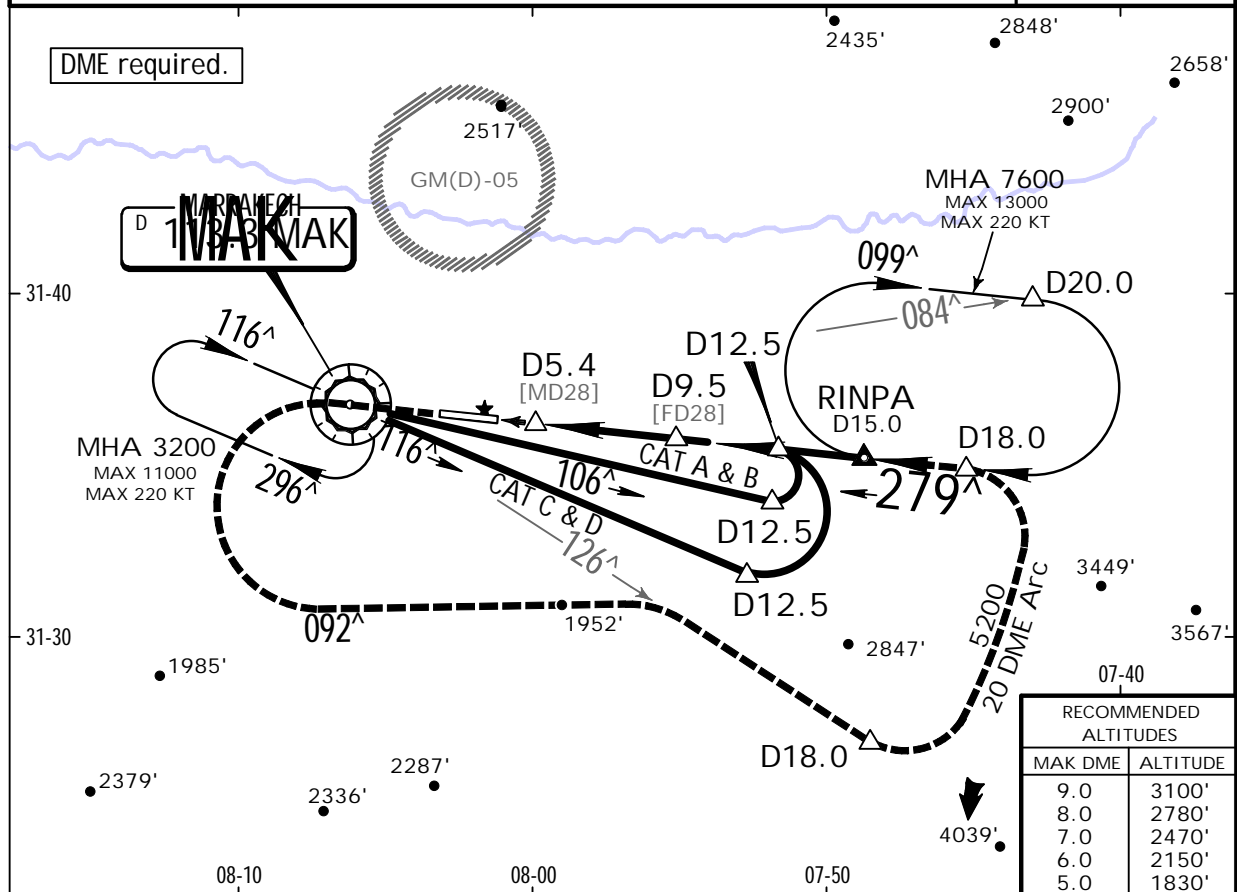 2435'
2848'
DME required.
2658'
2517'
2900'
GM(D)-05
MHA 7600
MAX 13000
MAX 220 KT
MARRAKECH
D 113.3 MAK
MAK
099^
D20.0
31-40
084^
116^
D12.5
D5.4
[MD28]
D9.5
[FD28]
RINPA
D15.0
D18.0
MHA 3200
MAX 11000
MAX 220 KT
116^
CAT A & B
296^
106^
279^
CAT C & D
D12.5
126^
D12.5
3449'
5200
20 DME Arc
31-30
092^
1952'
3567'
2847'
1985'
07-40
RECOMMENDED
ALTITUDES
D18.0
MAK DME ALTITUDE
2379'
2287'
9.0 3100'
2336'
8.0 2780'
4039'
7.0 2470'
6.0 2150'
08-10
08-00
07-50
5.0 1830'